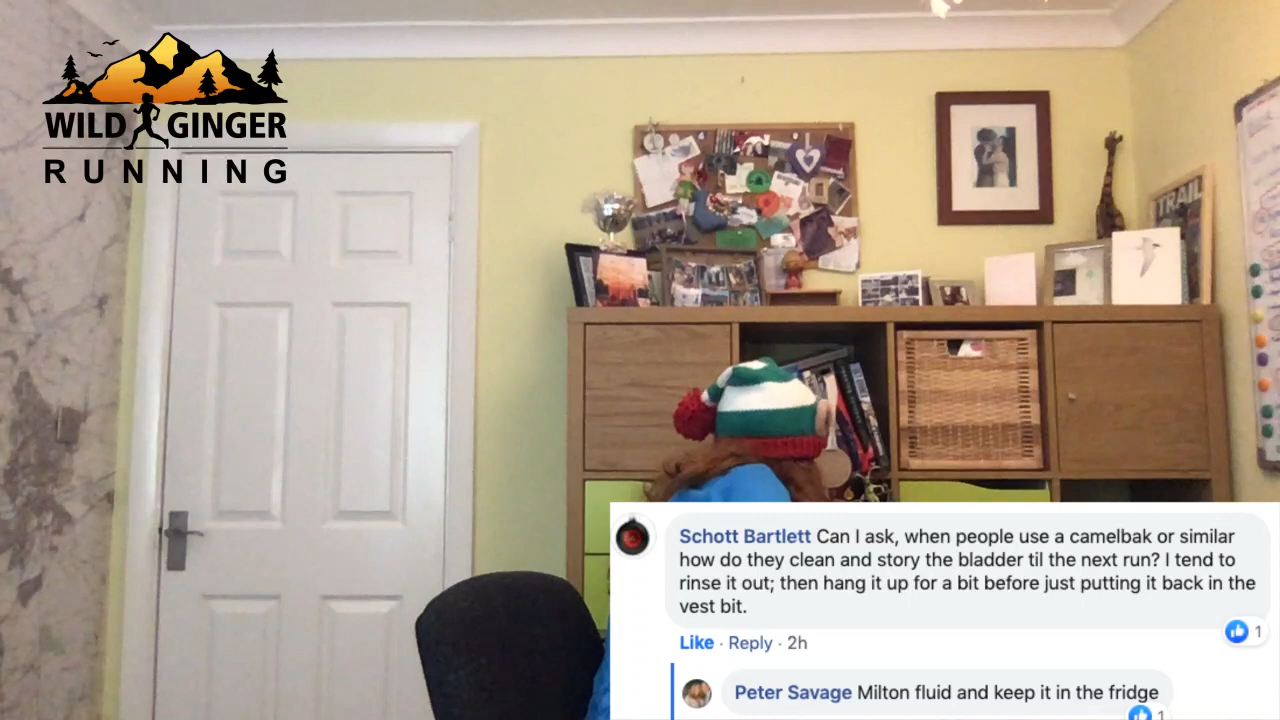 WILD GINGER
RUNNING
TRAIL
Schott Bartlett Can I ask, when people use a camelbak or similar
how do they clean and story the bladder til the next run? I tend to
rinse it out; then hang it up for a bit before just putting it back in the
vest bit.
Like · Reply · 2h
1
Peter Savage Milton fluid and keep it in the fridge
1